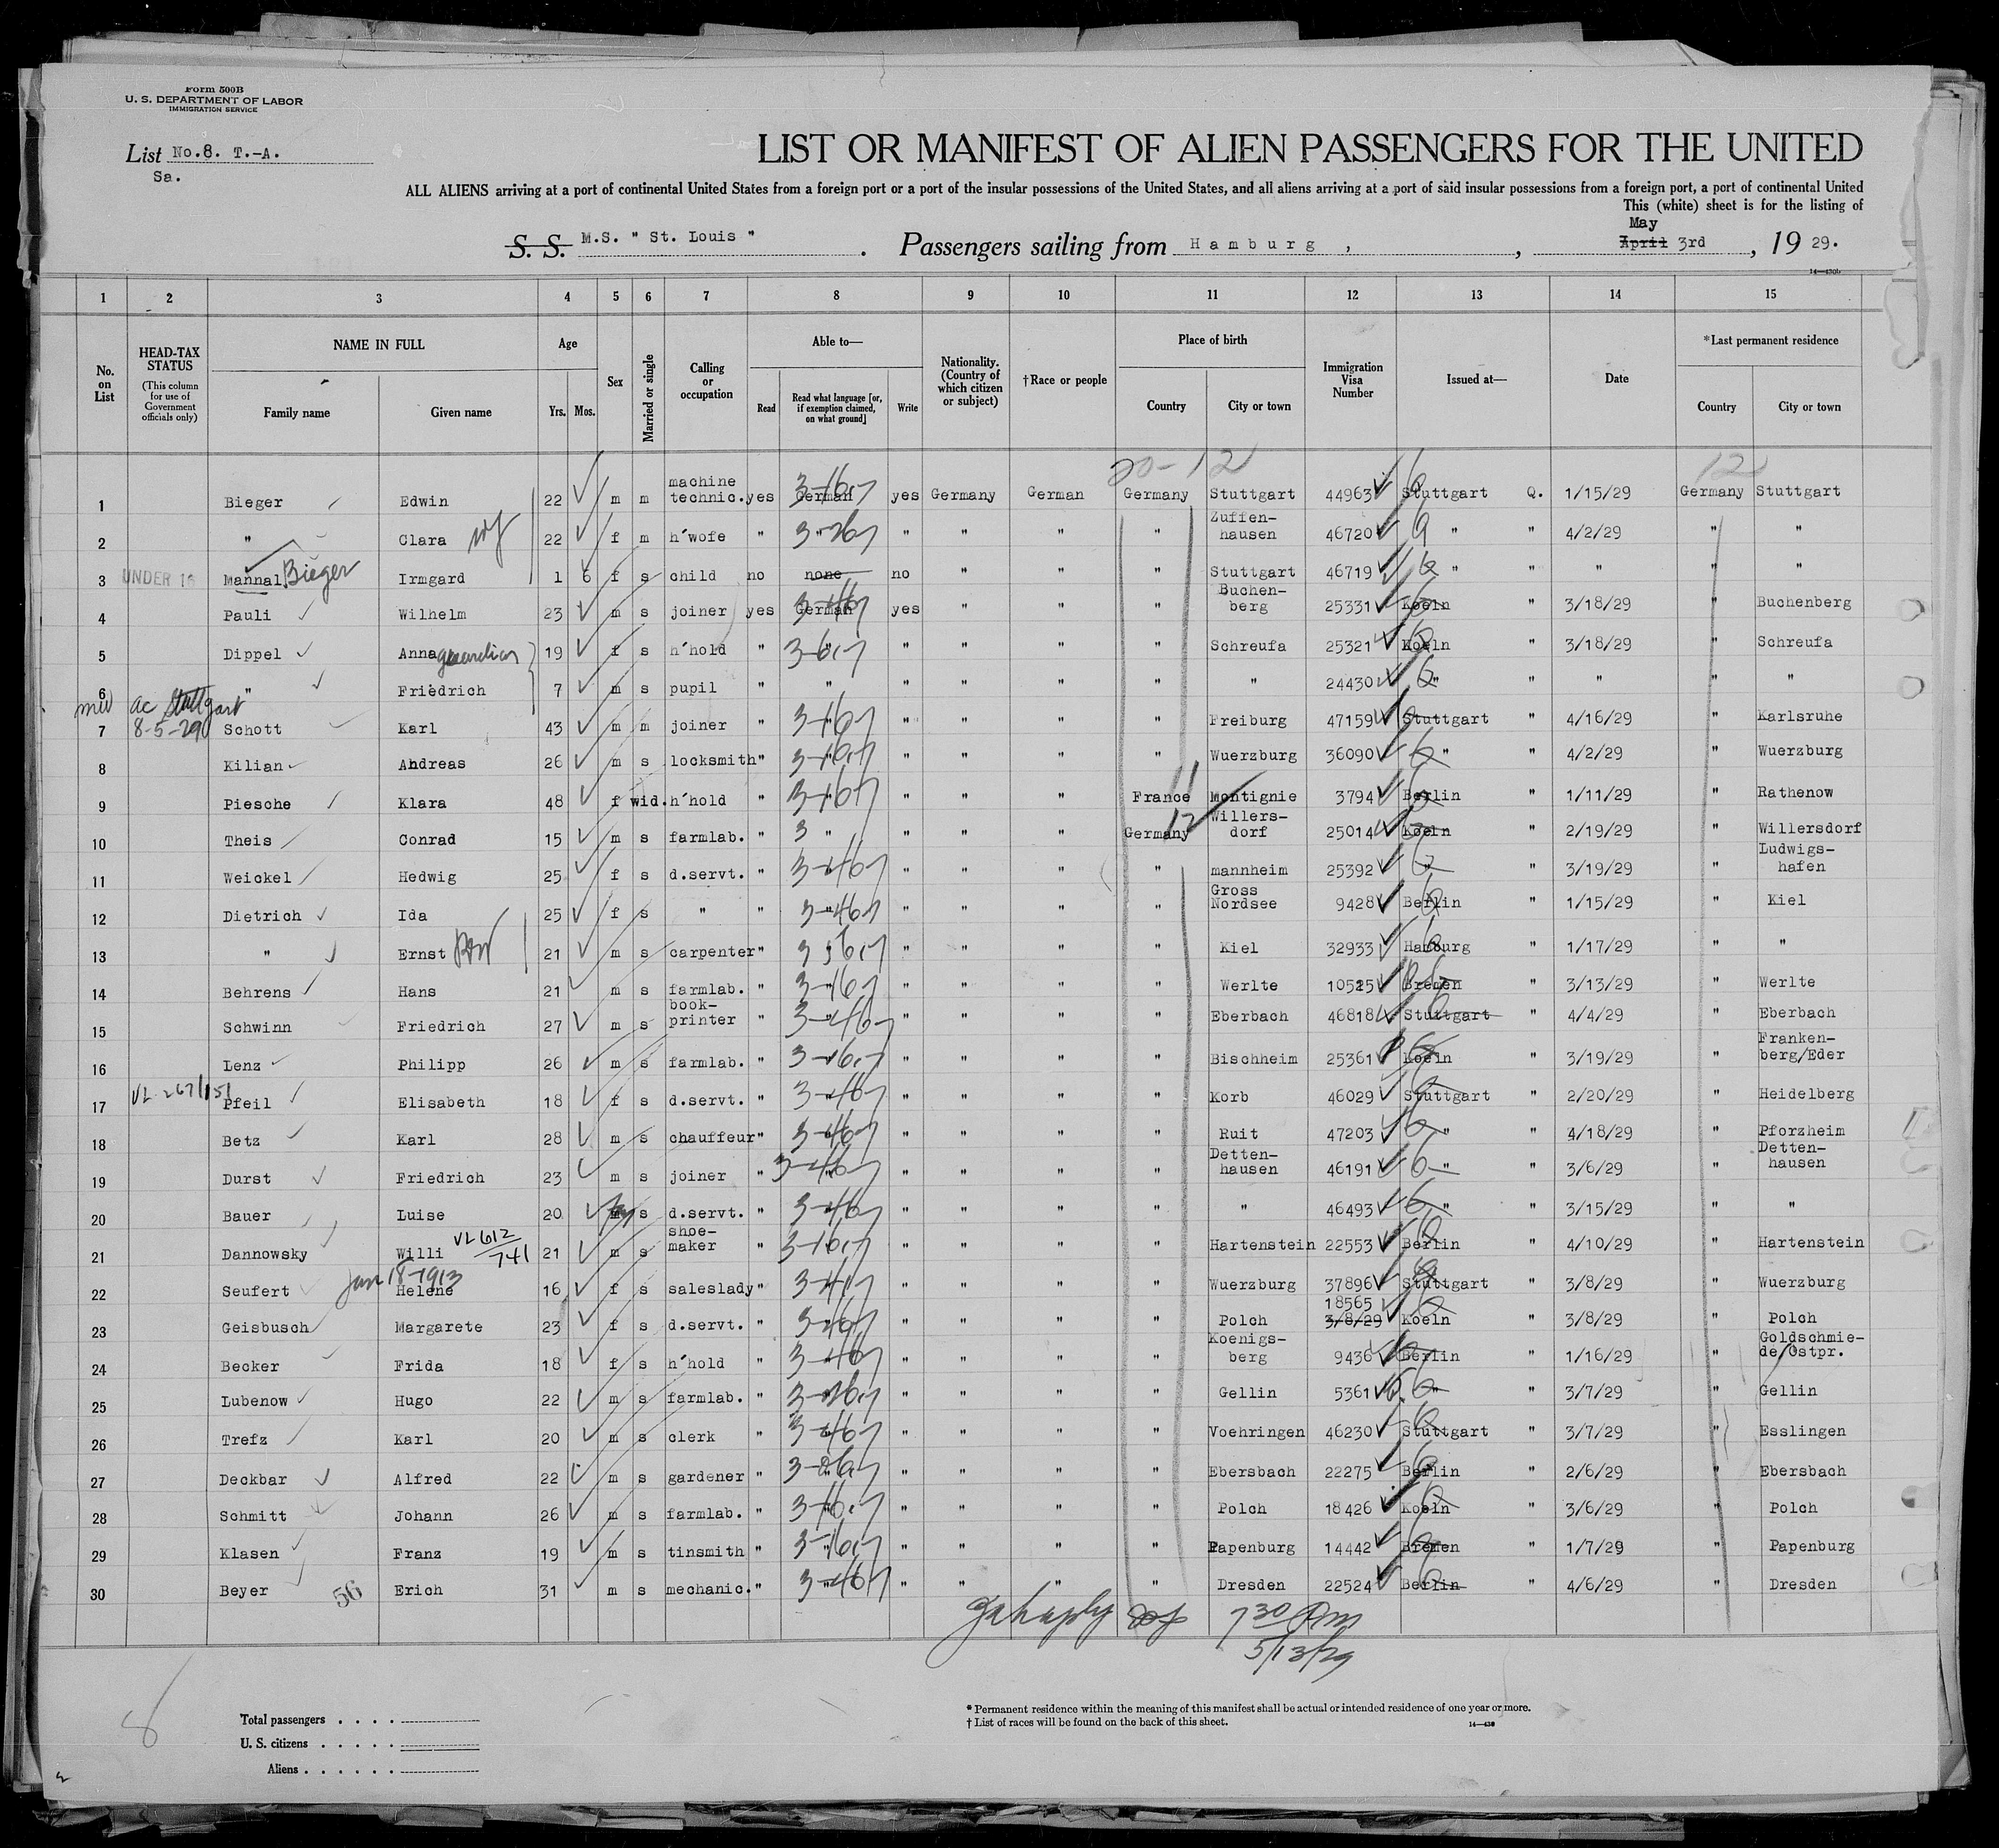 Form 500B
U. S. DEPARTMENT OF LABOR
IMMIGRATION SERVICE
List No.8. T.-A.
Sa.
LIST OR MANIFEST OF ALIEN PASSENGERS FOR THE UNITED
ALL ALIENS arriving at a port of continental United States from a foreign port or a port of the insular possessions of the United States, and all aliens arriving at a port of said insular possessions from a foreign port, a port of continental United
This (white) sheet is for the listing of
May
S. S. M.S. " St. Louis " . Passengers sailing from Hamburg , , April 3rd , 19 29.
14—430b
1 2 3 4 5 6 7 8 9 10 11 12 13 14 15
No. on List
HEAD-TAX STATUS
(This column for use of Government officials only)
NAME IN FULL
Family name Given name
Age
Yrs. Mos.
Sex
Married or single
Calling or occupation
Able to—
Read
Read what language [or, if exemption claimed, on what ground]
Write
Nationality. (Country of which citizen or subject)
†Race or people
Place of birth
Country City or town
Immigration Visa Number
Issued at—
Date
*Last permanent residence
Country City or town
20-12 12
1 Bieger Edwin 22 m m machine technic. yes German yes Germany German Germany Stuttgart 44963 Stuttgart Q. 1/15/29 Germany Stuttgart
2 " Clara wf 22 f m h'wofe " " " " " " Zuffen-hausen 46720 " " 4/2/29 " "
3 UNDER 16 Mannal Bieger Irmgard 1 6 f s child no none no " " " Stuttgart 46719 " " " " "
4 Pauli Wilhelm 23 m s joiner yes German yes " " " Buchen-berg 25331 Koeln " 3/18/29 " Buchenberg
5 Dippel Anna guardian 19 f s h'hold " " " " " " Schreufa 25321 Koeln " 3/18/29 " Schreufa
6 " Friedrich 7 m s pupil " " " " " " " 24430 " " " " "
ac Stuttgart
8-5-29
7 Schott Karl 43 m m joiner " " " " " " Freiburg 47159 Stuttgart " 4/16/29 " Karlsruhe
8 Kilian Andreas 26 m s locksmith " " " " " " Wuerzburg 36090 " " 4/2/29 " Wuerzburg
9 Piesche Klara 48 f wid. h'hold " " " " " France Montignie 3794 Berlin " 1/11/29 " Rathenow
10 Theis Conrad 15 m s farmlab. " " " " " Germany Willers-dorf 25014 Koeln " 2/19/29 " Willersdorf
11 Weickel Hedwig 25 f s d.servt. " " " " " " mannheim 25392 " " 3/19/29 " Ludwigs-hafen
12 Dietrich Ida 25 f s " " " " " " " Gross Nordsee 9428 Berlin " 1/15/29 " Kiel
13 " Ernst 21 m s carpenter " " " " " " Kiel 32933 Hamburg " 1/17/29 " "
14 Behrens Hans 21 m s farmlab. " " " " " " Werlte 10525 Bremen " 3/13/29 " Werlte
15 Schwinn Friedrich 27 m s book-printer " " " " " " Eberbach 46818 Stuttgart " 4/4/29 " Eberbach
16 Lenz Philipp 26 m s farmlab. " " " " " " Bischheim 25361 Koeln " 3/19/29 " Franken-berg/Eder
17 VL 267/151 Pfeil Elisabeth 18 f s d.servt. " " " " " " Korb 46029 Stuttgart " 2/20/29 " Heidelberg
18 Betz Karl 28 m s chauffeur " " " " " " Ruit 47203 " " 4/18/29 " Pforzheim
19 Durst Friedrich 23 m s joiner " " " " " " Detten-hausen 46191 " " 3/6/29 " Detten-hausen
20 Bauer Luise 20 s d.servt. " " " " " " " 46493 " " 3/15/29 " "
21 Dannowsky Willi VL 612/741 21 m s shoe-maker " " " " " " Hartenstein 22553 Berlin " 4/10/29 " Hartenstein
Jan 18-1913
22 Seufert Helene 16 f s saleslady " " " " " " Wuerzburg 37896 Stuttgart " 3/8/29 " Wuerzburg
23 Geisbusch Margarete 23 f s d.servt. " " " " " " Polch 18565 3/8/29 Koeln " 3/8/29 " Polch
24 Becker Frida 18 f s h'hold " " " " " " Koenigs-berg 9436 Berlin " 1/16/29 " Goldschmie-de/Ostpr.
25 Lubenow Hugo 22 m s farmlab. " " " " " " Gellin 5361 " " 3/7/29 " Gellin
26 Trefz Karl 20 m s clerk " " " " " " Voehringen 46230 Stuttgart " 3/7/29 " Esslingen
27 Deckbar Alfred 22 m s gardener " " " " " " Ebersbach 22275 Berlin " 2/6/29 " Ebersbach
28 Schmitt Johann 26 m s farmlab. " " " " " " Polch 18426 Koeln " 3/6/29 " Polch
29 Klasen Franz 19 m s tinsmith " " " " " " Papenburg 14442 Bremen " 1/7/29 " Papenburg
30 Beyer 56 Erich 31 m s mechanic. " " " " " " Dresden 22524 Berlin " 4/6/29 " Dresden
7 30 Pm
5/13/29
8
Total passengers . . . .
U. S. citizens . . . . .
Aliens . . . . . .
* Permanent residence within the meaning of this manifest shall be actual or intended residence of one year or more.
† List of races will be found on the back of this sheet.
14—430